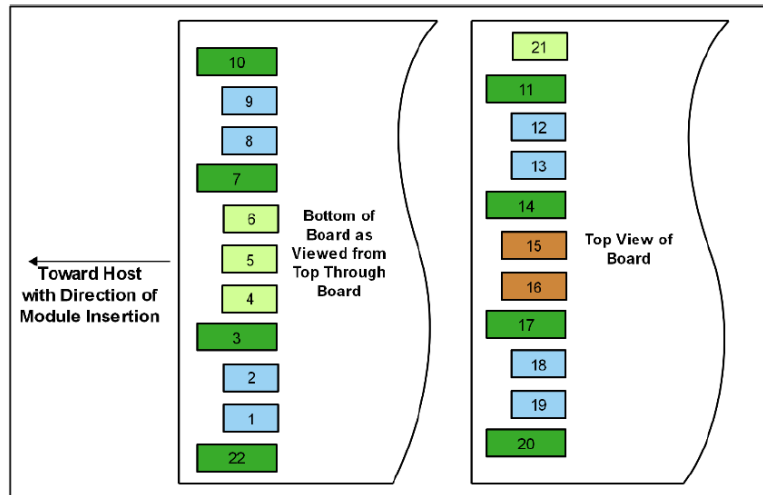 10
9
8
7
6
5
4
3
2
1
22
Bottom of
Board as
Viewed from
Top Through
Board
Toward Host
with Direction of
Module Insertion
21
11
12
13
14
15
16
17
18
19
20
Top View of
Board